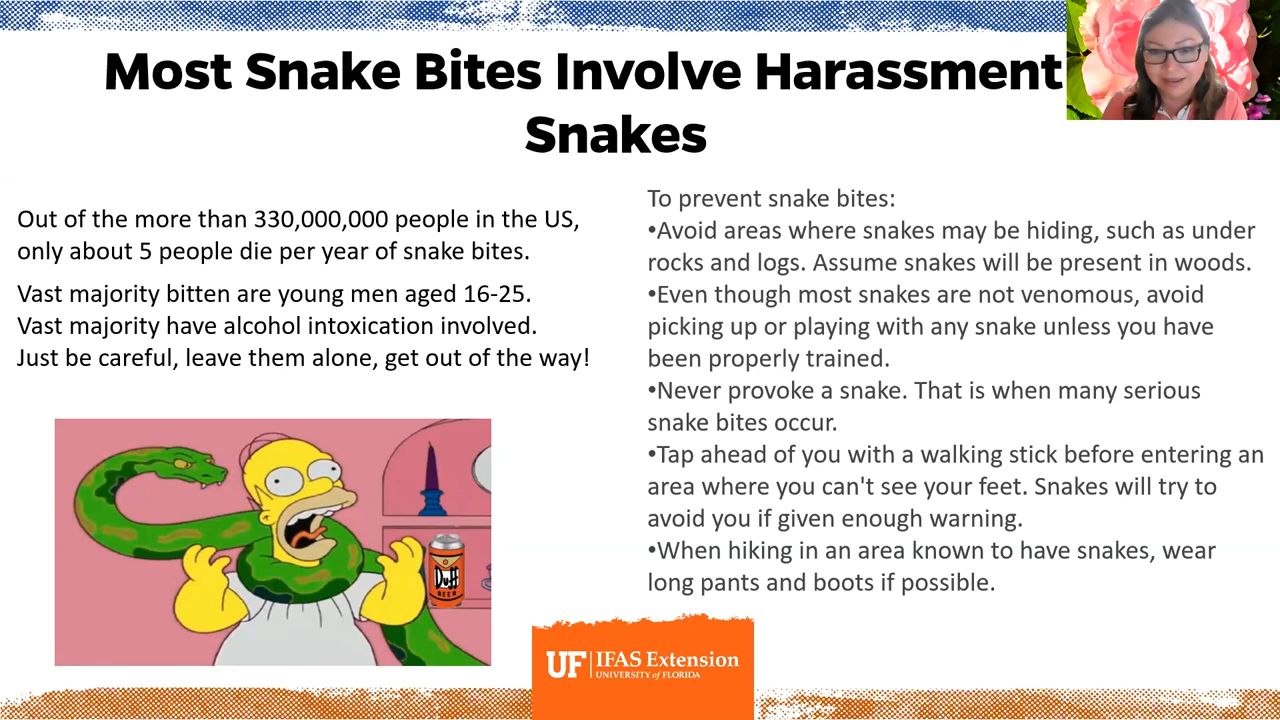 Most Snake Bites Involve Harassment
Snakes
Out of the more than 330,000,000 people in the US,
only about 5 people die per year of snake bites.
Vast majority bitten are young men aged 16-25.
Vast majority have alcohol intoxication involved.
Just be careful, leave them alone, get out of the way!
To prevent snake bites:
•Avoid areas where snakes may be hiding, such as under
rocks and logs. Assume snakes will be present in woods.
•Even though most snakes are not venomous, avoid
picking up or playing with any snake unless you have
been properly trained.
•Never provoke a snake. That is when many serious
snake bites occur.
•Tap ahead of you with a walking stick before entering an
area where you can't see your feet. Snakes will try to
avoid you if given enough warning.
•When hiking in an area known to have snakes, wear
long pants and boots if possible.
Duff
BEER
UF IFAS Extension
UNIVERSITY of FLORIDA